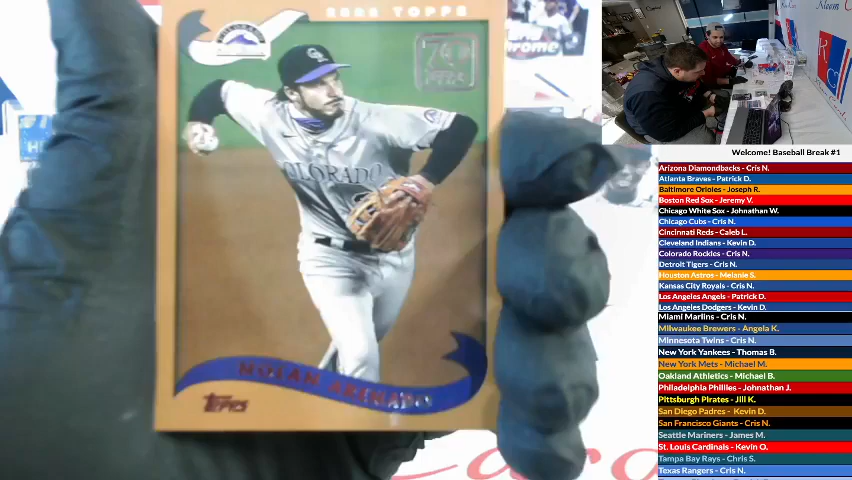 2002 TOPPS
70
TOPPS
COLORADO
NOLAN ARENADO
TOPPS
Chrome
Welcome! Baseball Break #1
Arizona Diamondbacks - Cris N.
Atlanta Braves - Patrick D.
Baltimore Orioles - Joseph R.
Boston Red Sox - Jeremy V.
Chicago White Sox - Johnathan W.
Chicago Cubs - Cris N.
Cincinnati Reds - Caleb L.
Cleveland Indians - Kevin D.
Colorado Rockies - Cris N.
Detroit Tigers - Cris N.
Houston Astros - Melanie S.
Kansas City Royals - Cris N.
Los Angeles Angels - Patrick D.
Los Angeles Dodgers - Kevin D.
Miami Marlins - Cris N.
Milwaukee Brewers - Angela K.
Minnesota Twins - Cris N.
New York Yankees - Thomas B.
New York Mets - Michael M.
Oakland Athletics - Michael B.
Philadelphia Phillies - Johnathan J.
Pittsburgh Pirates - Jill K.
San Diego Padres - Kevin D.
San Francisco Giants - Cris N.
Seattle Mariners - James M.
St. Louis Cardinals - Kevin O.
Tampa Bay Rays - Chris S.
Texas Rangers - Cris N.